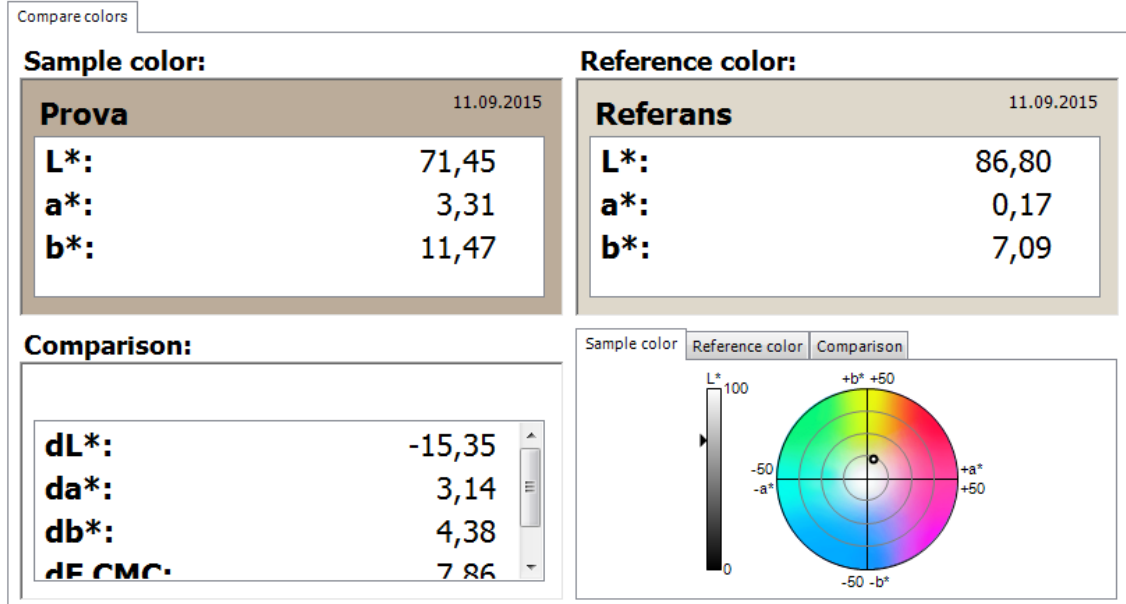 Compare colors
Sample color:
Prova 11.09.2015
L*: 71,45
a*: 3,31
b*: 11,47
Reference color:
Referans 11.09.2015
L*: 86,80
a*: 0,17
b*: 7,09
Comparison:
dL*: -15,35
da*: 3,14
db*: 4,38
dE CMC: 7,86
Sample color Reference color Comparison
L*
100
0
+b* +50
-50
-a*
+a*
+50
-50 -b*